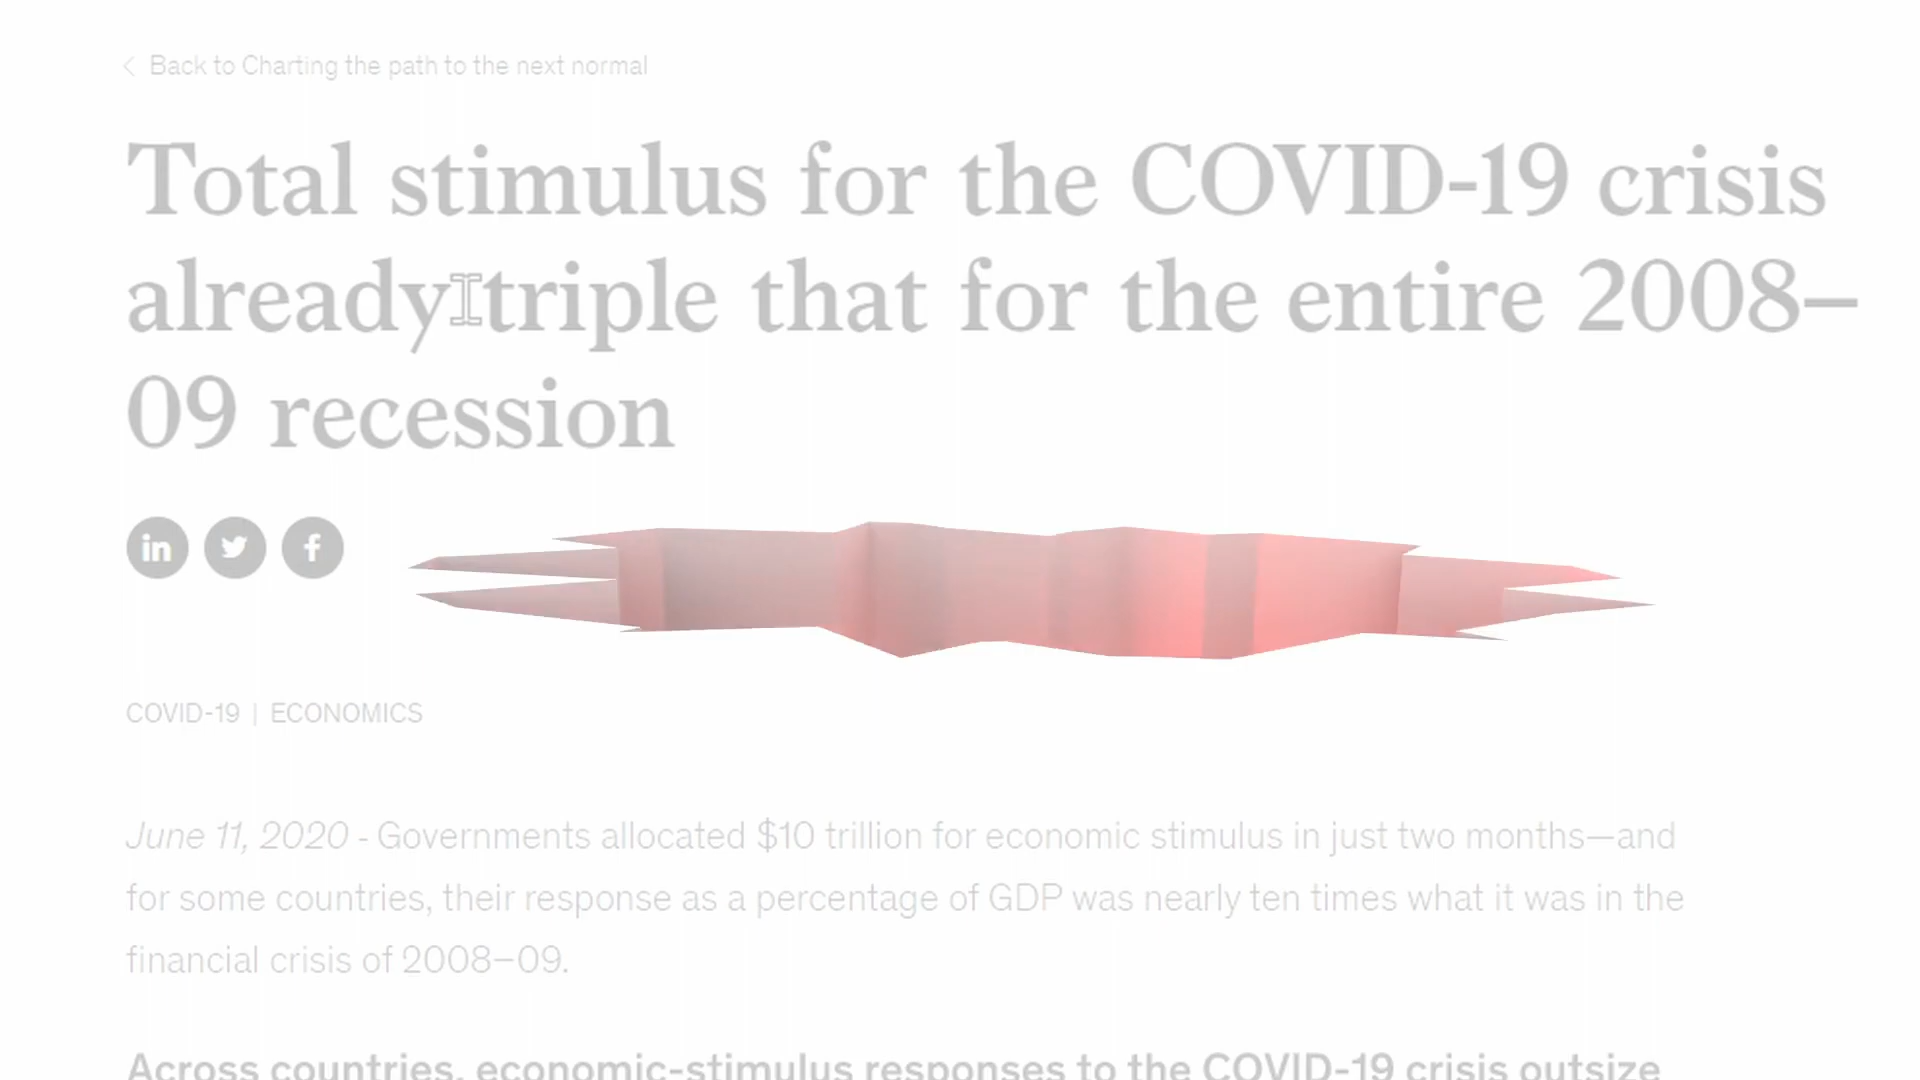 Back to Charting the path to the next normal
Total stimulus for the COVID-19 crisis
already triple that for the entire 2008–
09 recession
in f
COVID-19 | ECONOMICS
June 11, 2020 - Governments allocated $10 trillion for economic stimulus in just two months—and
for some countries, their response as a percentage of GDP was nearly ten times what it was in the
financial crisis of 2008–09.
Across countries, economic-stimulus responses to the COVID-19 crisis outsize